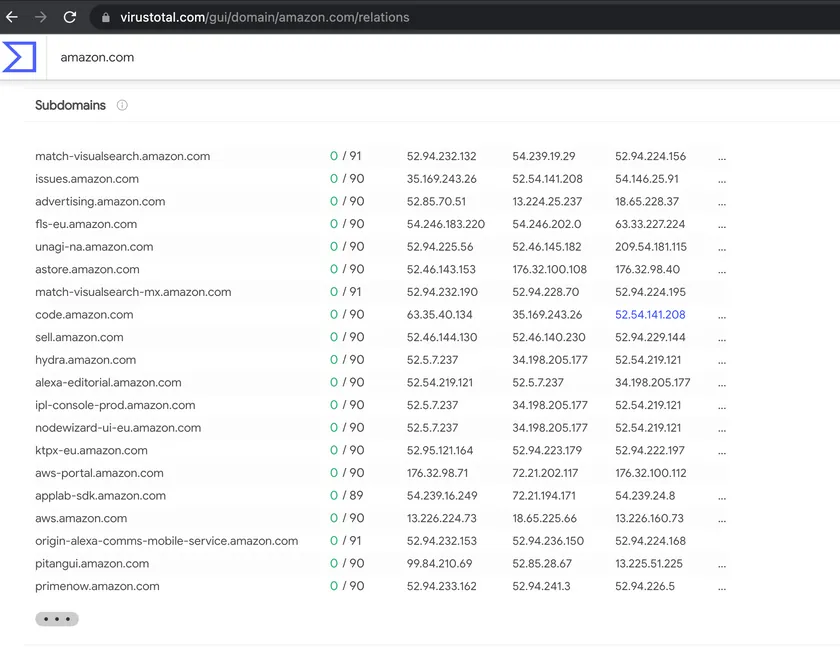 virustotal.com/gui/domain/amazon.com/relations
amazon.com
Subdomains
match-visualsearch.amazon.com 0 / 91 52.94.232.132 54.239.19.29 52.94.224.156 ...
issues.amazon.com 0 / 90 35.169.243.26 52.54.141.208 54.146.25.91 ...
advertising.amazon.com 0 / 90 52.85.70.51 13.224.25.237 18.65.228.37 ...
fls-eu.amazon.com 0 / 90 54.246.183.220 54.246.202.0 63.33.227.224 ...
unagi-na.amazon.com 0 / 90 52.94.225.56 52.46.145.182 209.54.181.115 ...
astore.amazon.com 0 / 90 52.46.143.153 176.32.100.108 176.32.98.40 ...
match-visualsearch-mx.amazon.com 0 / 91 52.94.232.190 52.94.228.70 52.94.224.195
code.amazon.com 0 / 90 63.35.40.134 35.169.243.26 52.54.141.208 ...
sell.amazon.com 0 / 90 52.46.144.130 52.46.140.230 52.94.229.144 ...
hydra.amazon.com 0 / 90 52.5.7.237 34.198.205.177 52.54.219.121 ...
alexa-editorial.amazon.com 0 / 90 52.54.219.121 52.5.7.237 34.198.205.177 ...
ipl-console-prod.amazon.com 0 / 90 52.5.7.237 34.198.205.177 52.54.219.121 ...
nodewizard-ui-eu.amazon.com 0 / 90 52.5.7.237 34.198.205.177 52.54.219.121 ...
ktpx-eu.amazon.com 0 / 90 52.95.121.164 52.94.223.179 52.94.222.197 ...
aws-portal.amazon.com 0 / 90 176.32.98.71 72.21.202.117 176.32.100.112
applab-sdk.amazon.com 0 / 89 54.239.16.249 72.21.194.171 54.239.24.8 ...
aws.amazon.com 0 / 90 13.226.224.73 18.65.225.66 13.226.160.73 ...
origin-alexa-comms-mobile-service.amazon.com 0 / 91 52.94.232.153 52.94.236.150 52.94.224.168
pitangui.amazon.com 0 / 90 99.84.210.69 52.85.28.67 13.225.51.225 ...
primenow.amazon.com 0 / 90 52.94.233.162 52.94.241.3 52.94.226.5 ...